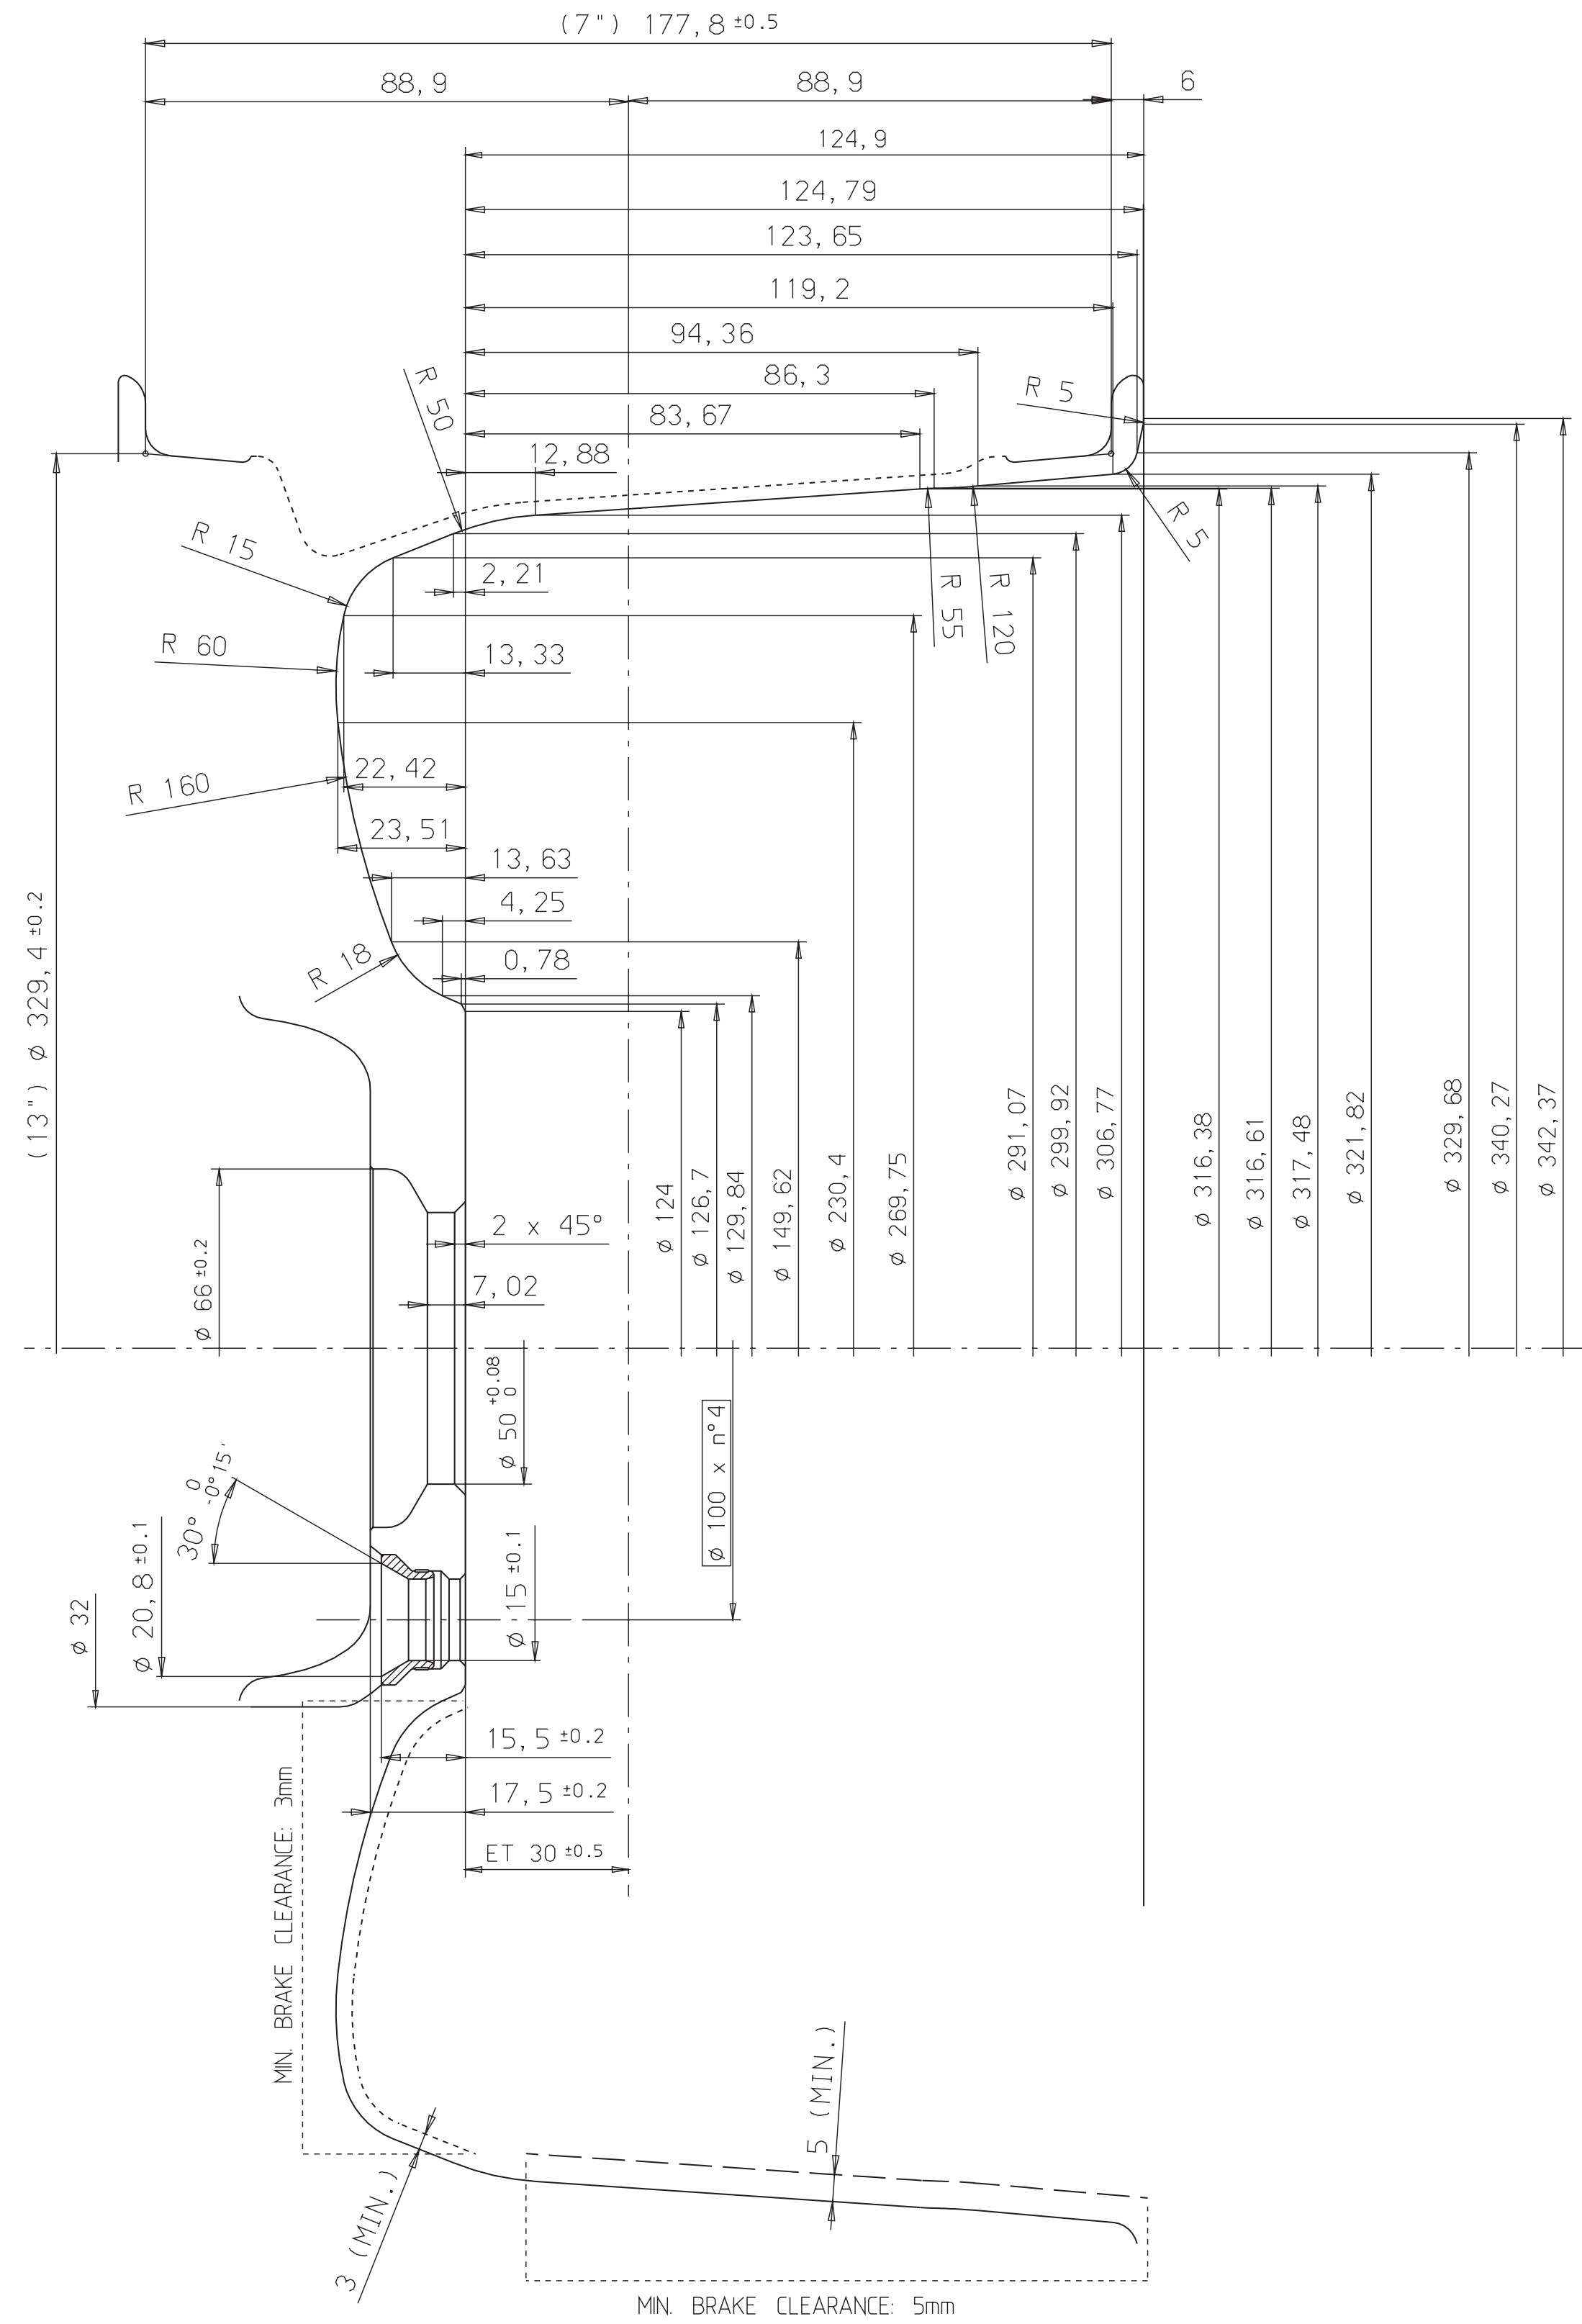 (7") 177,8 ±0.5
88,9
88,9
6
124,9
124,79
123,65
119,2
94,36
86,3
83,67
12,88
R 50
R 5
R 15
R 5
2,21
R 55
R 120
R 60
13,33
22,42
R 160
23,51
13,63
4,25
0,78
R 18
(13") ø 329,4 ±0.2
ø 66 ±0.2
2 x 45°
7,02
ø 124
ø 126,7
ø 129,84
ø 149,62
ø 230,4
ø 269,75
ø 291,07
ø 299,92
ø 306,77
ø 316,38
ø 316,61
ø 317,48
ø 321,82
ø 329,68
ø 340,27
ø 342,37
ø 50 +0.08 0
ø 100 x n°4
30° 0 -0°15'
ø 20,8 ±0.1
ø 32
ø 15 ±0.1
15,5 ±0.2
17,5 ±0.2
ET 30 ±0.5
MIN. BRAKE CLEARANCE: 3mm
3 (MIN.)
5 (MIN.)
MIN. BRAKE CLEARANCE: 5mm